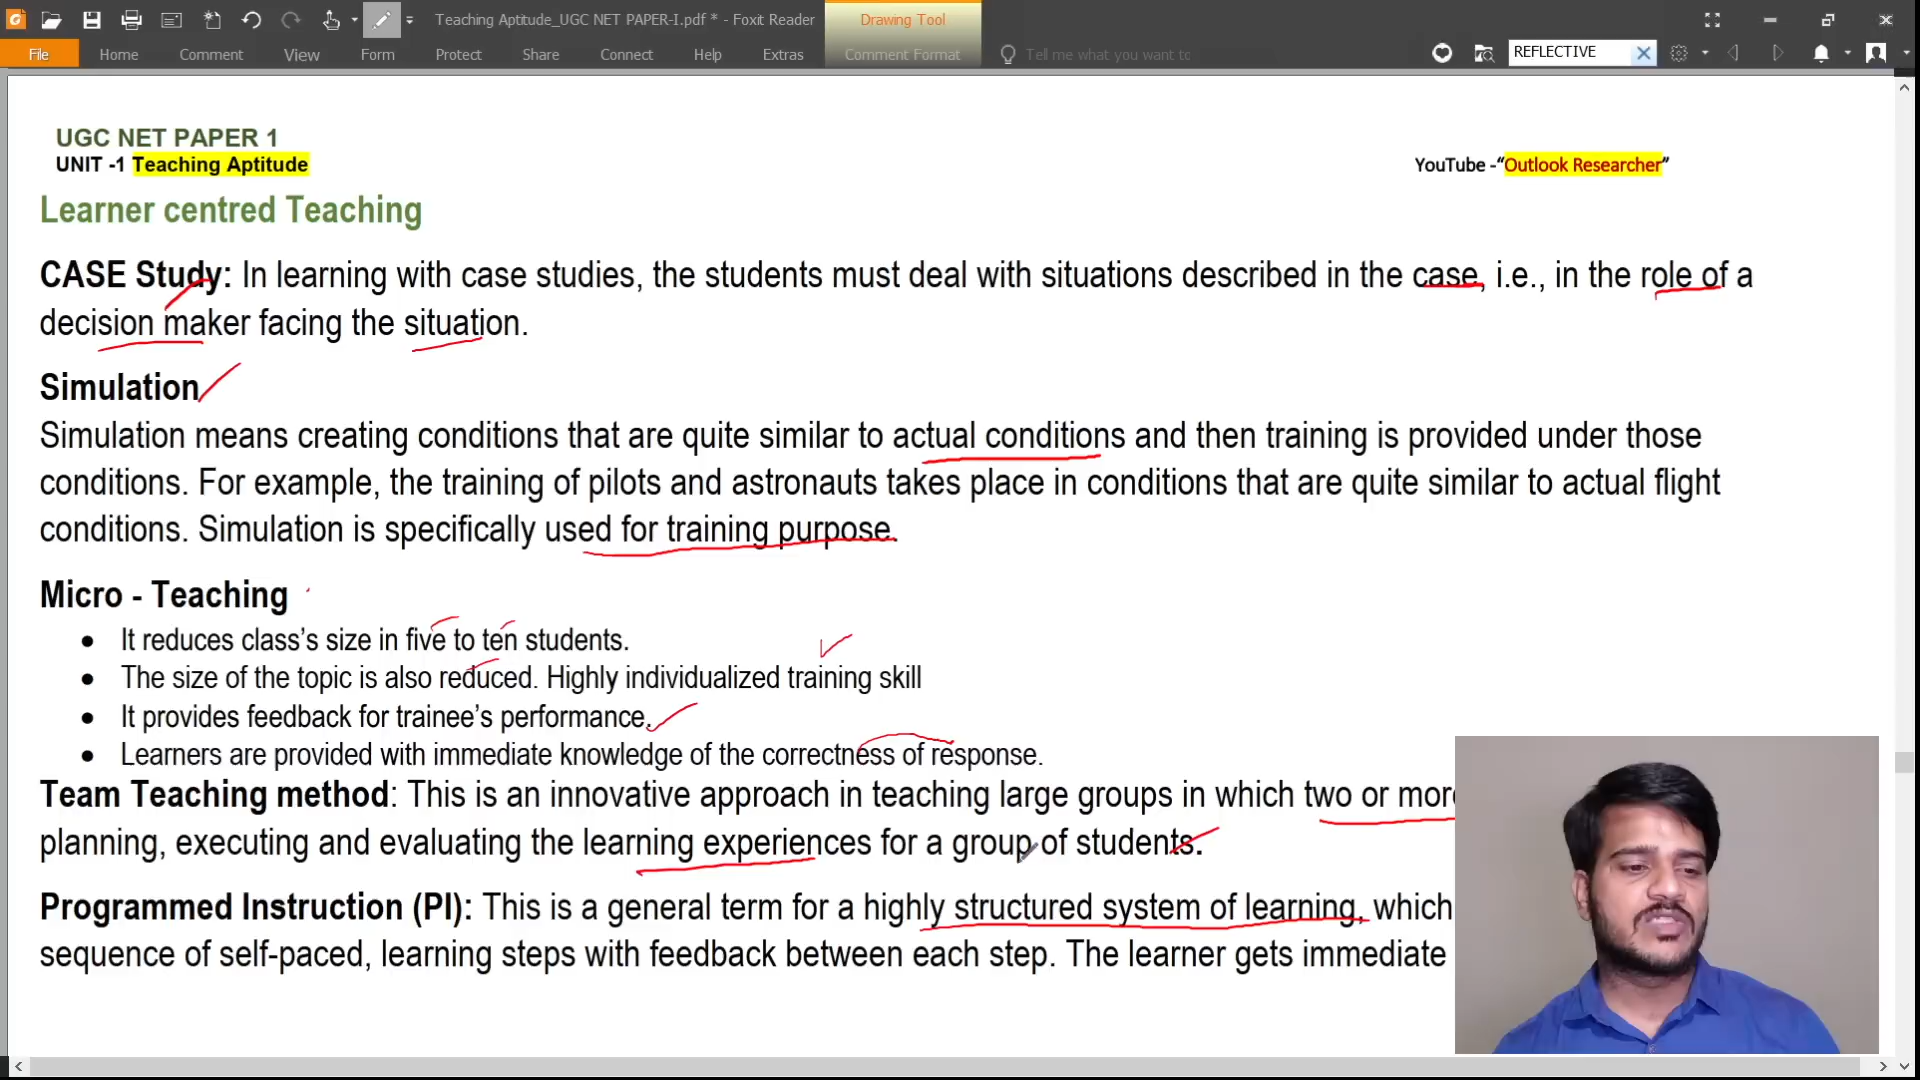 Teaching Aptitude_UGC NET PAPER-I.pdf * - Foxit Reader
Drawing Tool
File
Home
Comment
View
Form
Protect
Share
Connect
Help
Extras
Comment Format
Tell me what you want to
REFLECTIVE
UGC NET PAPER 1
UNIT -1 Teaching Aptitude
YouTube -“Outlook Researcher”
Learner centred Teaching
CASE Study: In learning with case studies, the students must deal with situations described in the case, i.e., in the role of a
decision maker facing the situation.
Simulation
Simulation means creating conditions that are quite similar to actual conditions and then training is provided under those
conditions. For example, the training of pilots and astronauts takes place in conditions that are quite similar to actual flight
conditions. Simulation is specifically used for training purpose.
Micro - Teaching
• It reduces class’s size in five to ten students.
• The size of the topic is also reduced. Highly individualized training skill
• It provides feedback for trainee’s performance.
• Learners are provided with immediate knowledge of the correctness of response.
Team Teaching method: This is an innovative approach in teaching large groups in which two or more
planning, executing and evaluating the learning experiences for a group of students.
Programmed Instruction (PI): This is a general term for a highly structured system of learning, which
sequence of self-paced, learning steps with feedback between each step. The learner gets immediate